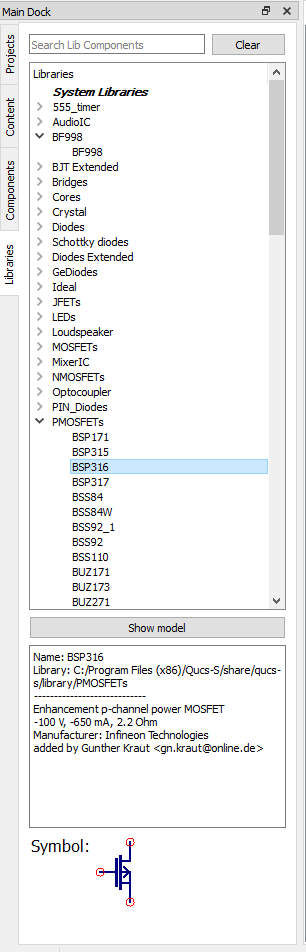 Main Dock
Projects
Content
Components
Libraries
Search Lib Components
Clear
Libraries
System Libraries
555_timer
AudioIC
BF998
BF998
BJT Extended
Bridges
Cores
Crystal
Diodes
Schottky diodes
Diodes Extended
GeDiodes
Ideal
JFETs
LEDs
Loudspeaker
MOSFETs
MixerIC
NMOSFETs
Optocoupler
PIN_Diodes
PMOSFETs
BSP171
BSP315
BSP316
BSP317
BSS84
BSS84W
BSS92_1
BSS92
BSS110
BUZ171
BUZ173
BUZ271
Show model
Name: BSP316
Library: C:/Program Files (x86)/Qucs-S/share/qucs-
s/library/PMOSFETs
----------------------------
Enhancement p-channel power MOSFET
-100 V, -650 mA, 2.2 Ohm
Manufacturer: Infineon Technologies
added by Gunther Kraut <gn.kraut@online.de>
Symbol: